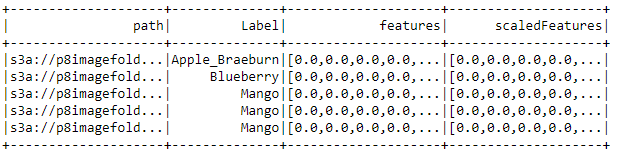 +--------------------+--------------+--------------------+--------------------+
|                path|         Label|            features|      scaledFeatures|
+--------------------+--------------+--------------------+--------------------+
|s3a://p8imagefold...|Apple_Braeburn|[0.0,0.0,0.0,0.0,...|[0.0,0.0,0.0,0.0,...|
|s3a://p8imagefold...|     Blueberry|[0.0,0.0,0.0,0.0,...|[0.0,0.0,0.0,0.0,...|
|s3a://p8imagefold...|         Mango|[0.0,0.0,0.0,0.0,...|[0.0,0.0,0.0,0.0,...|
|s3a://p8imagefold...|         Mango|[0.0,0.0,0.0,0.0,...|[0.0,0.0,0.0,0.0,...|
|s3a://p8imagefold...|         Mango|[0.0,0.0,0.0,0.0,...|[0.0,0.0,0.0,0.0,...|
+--------------------+--------------+--------------------+--------------------+